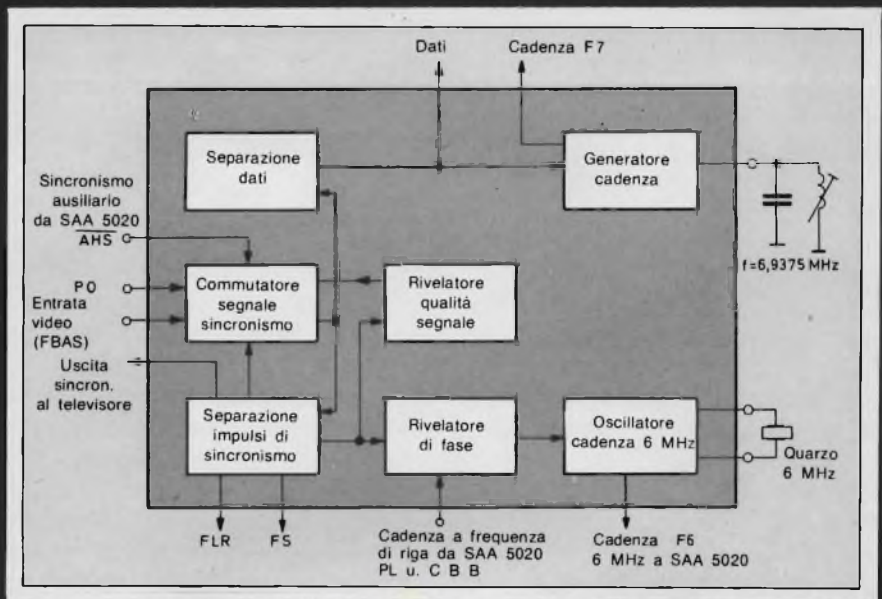 Dati
Cadenza F7
Separazione
dati
Generatore
cadenza
Sincronismo
ausiliario
da SAA 5020
AHS
PO
Entrata
video
(FBAS)
Commutatore
segnale
sincronismo
Rivelatore
qualità
segnale
f=6,9375 MHz
Uscita
sincron.
al televisore
Separazione
impulsi di
sincronismo
Rivelatore
di fase
Oscillatore
cadenza 6 MHz
Quarzo
6 MHz
FLR
FS
Cadenza a frequenza
di riga da SAA 5020
PL u. C B B
Cadenza F6
6 MHz a SAA 5020